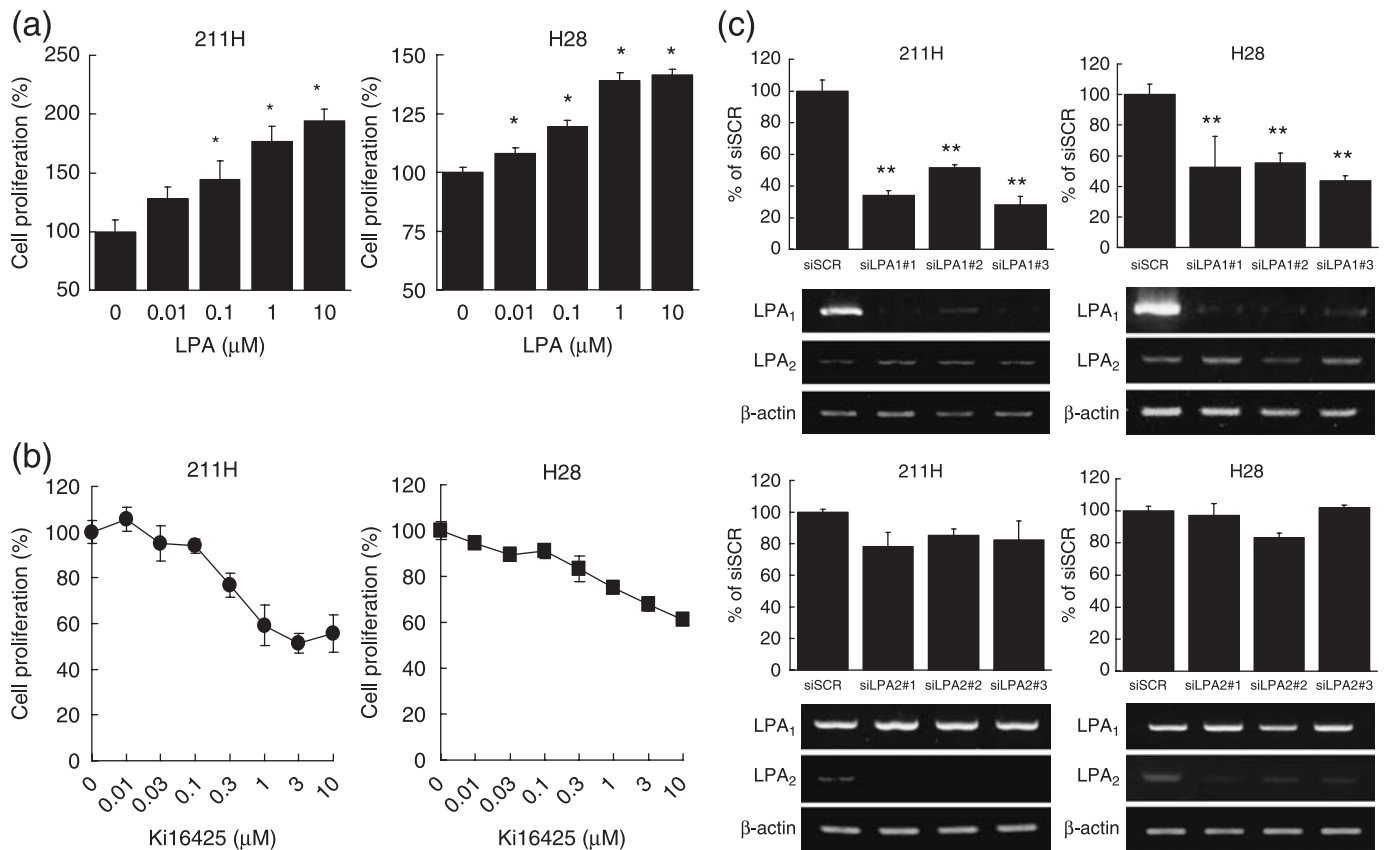 (a)
211H
Cell proliferation (%)
250
200
150
100
50
*
*
*
0 0.01 0.1 1 10
LPA (μM)
H28
Cell proliferation (%)
150
125
100
75
50
*
*
*
*
0 0.01 0.1 1 10
LPA (μM)
(b)
211H
Cell proliferation (%)
120
100
80
60
40
20
0
0 0.01 0.03 0.1 0.3 1 3 10
Ki16425 (μM)
H28
Cell proliferation (%)
120
100
80
60
40
20
0
0 0.01 0.03 0.1 0.3 1 3 10
Ki16425 (μM)
(c)
211H
% of siSCR
120
100
80
60
40
20
0
**
**
**
siSCR siLPA1#1 siLPA1#2 siLPA1#3
LPA₁
LPA₂
β-actin
H28
% of siSCR
120
100
80
60
40
20
0
**
**
**
siSCR siLPA1#1 siLPA1#2 siLPA1#3
LPA₁
LPA₂
β-actin
211H
% of siSCR
120
100
80
60
40
20
0
siSCR siLPA2#1 siLPA2#2 siLPA2#3
LPA₁
LPA₂
β-actin
H28
% of siSCR
120
100
80
60
40
20
0
siSCR siLPA2#1 siLPA2#2 siLPA2#3
LPA₁
LPA₂
β-actin